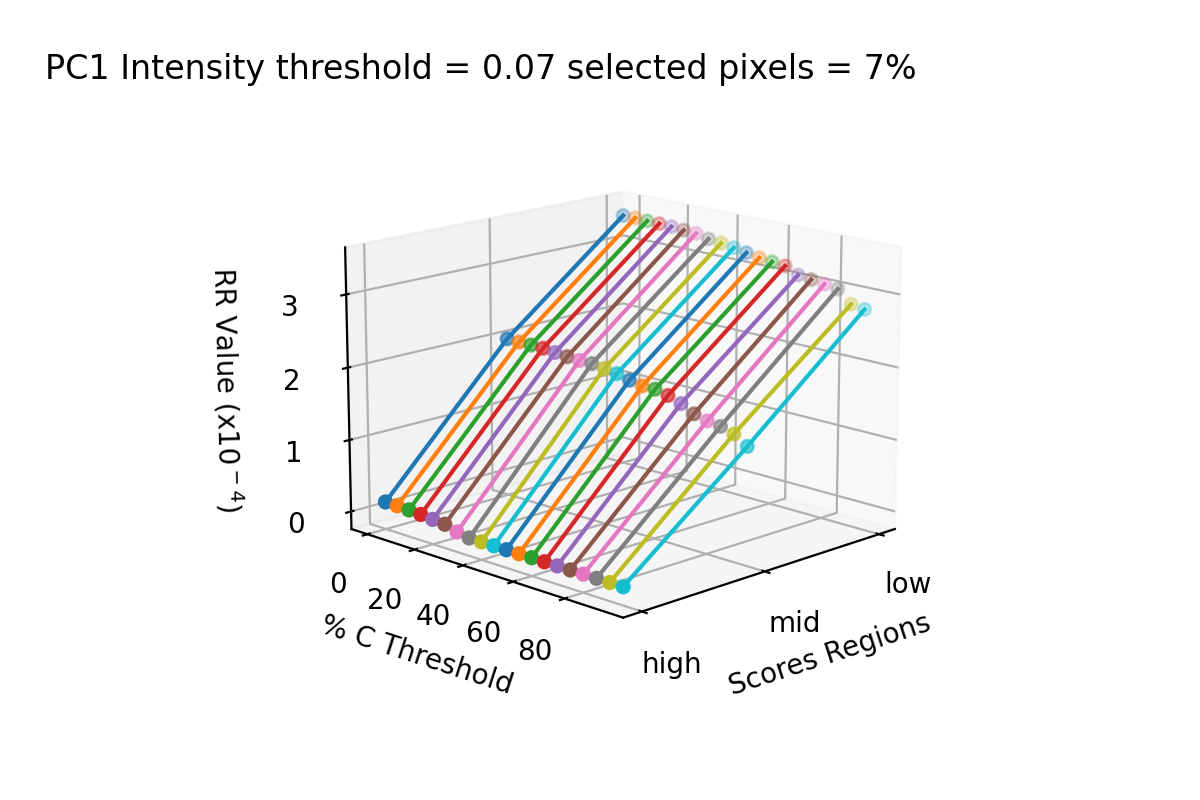 PC1 Intensity threshold = 0.07 selected pixels = 7%
RR Value (x10⁻⁴)
3
2
1
0
0
20
40
60
80
% C Threshold
high
mid
low
Scores Regions